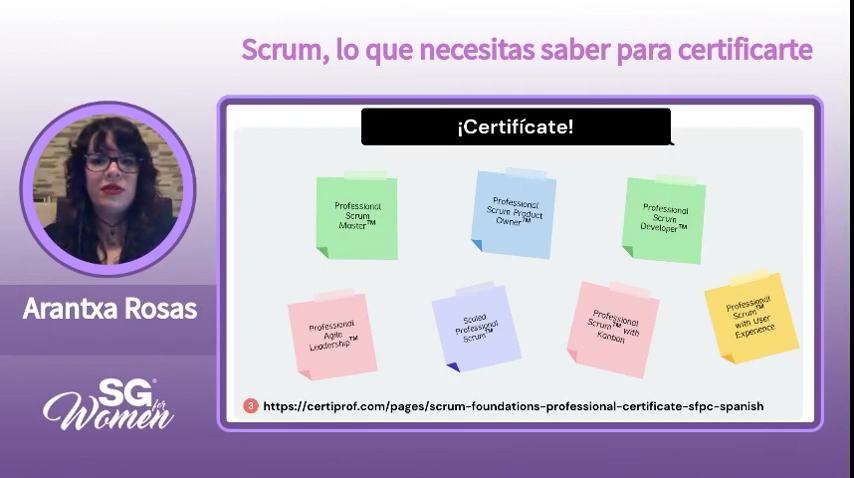 Scrum, lo que necesitas saber para certificarte
¡Certifícate!
Professional
Scrum
Master™
Professional
Scrum Product
Owner™
Professional
Scrum
Developer™
Professional
Agile
Leadership™
Scaled
Professional
Scrum™
Professional
Scrum™ with
Kanban
Professional
Scrum™
with User
Experience
3 https://certiprof.com/pages/scrum-foundations-professional-certificate-sfpc-spanish
Arantxa Rosas
SG®
for
Women